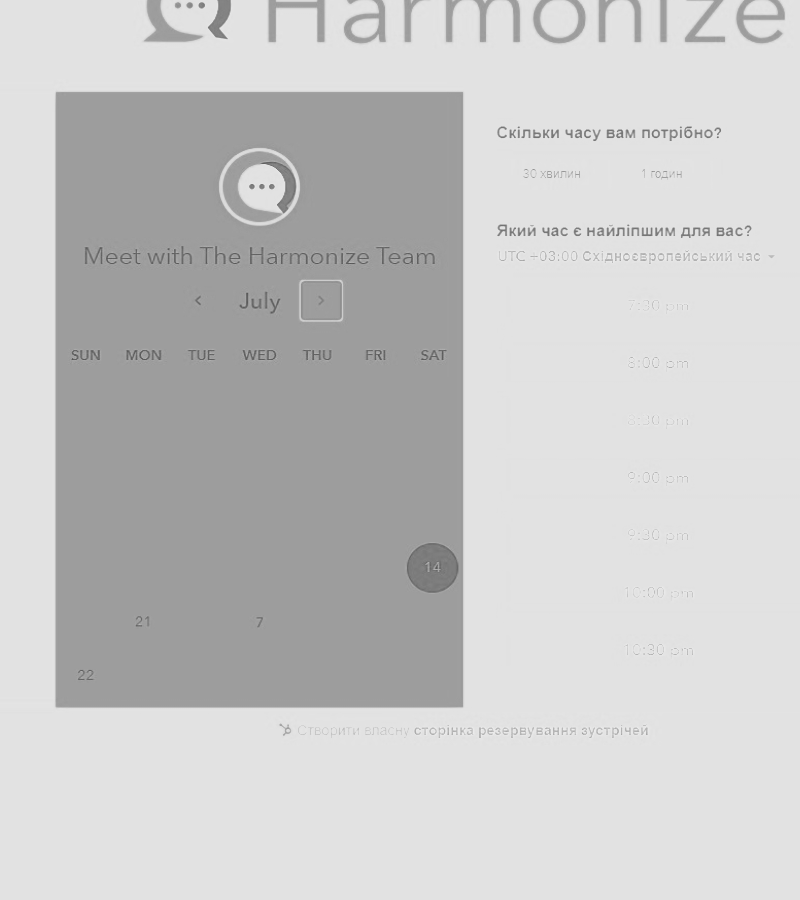 Harmonize
Meet with The Harmonize Team
July
SUN MON TUE WED THU FRI SAT
14
21 7
22
Скільки часу вам потрібно?
30 хвилин 1 годин
Який час є найліпшим для вас?
UTC +03:00 Східноєвропейський час
7:30 pm
8:00 pm
8:30 pm
9:00 pm
9:30 pm
10:00 pm
10:30 pm
Створити власну сторінка резервування зустрічей